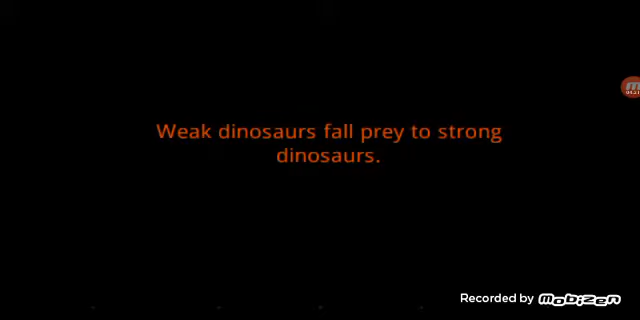 Weak dinosaurs fall prey to strong
dinosaurs.
Recorded by mobizen